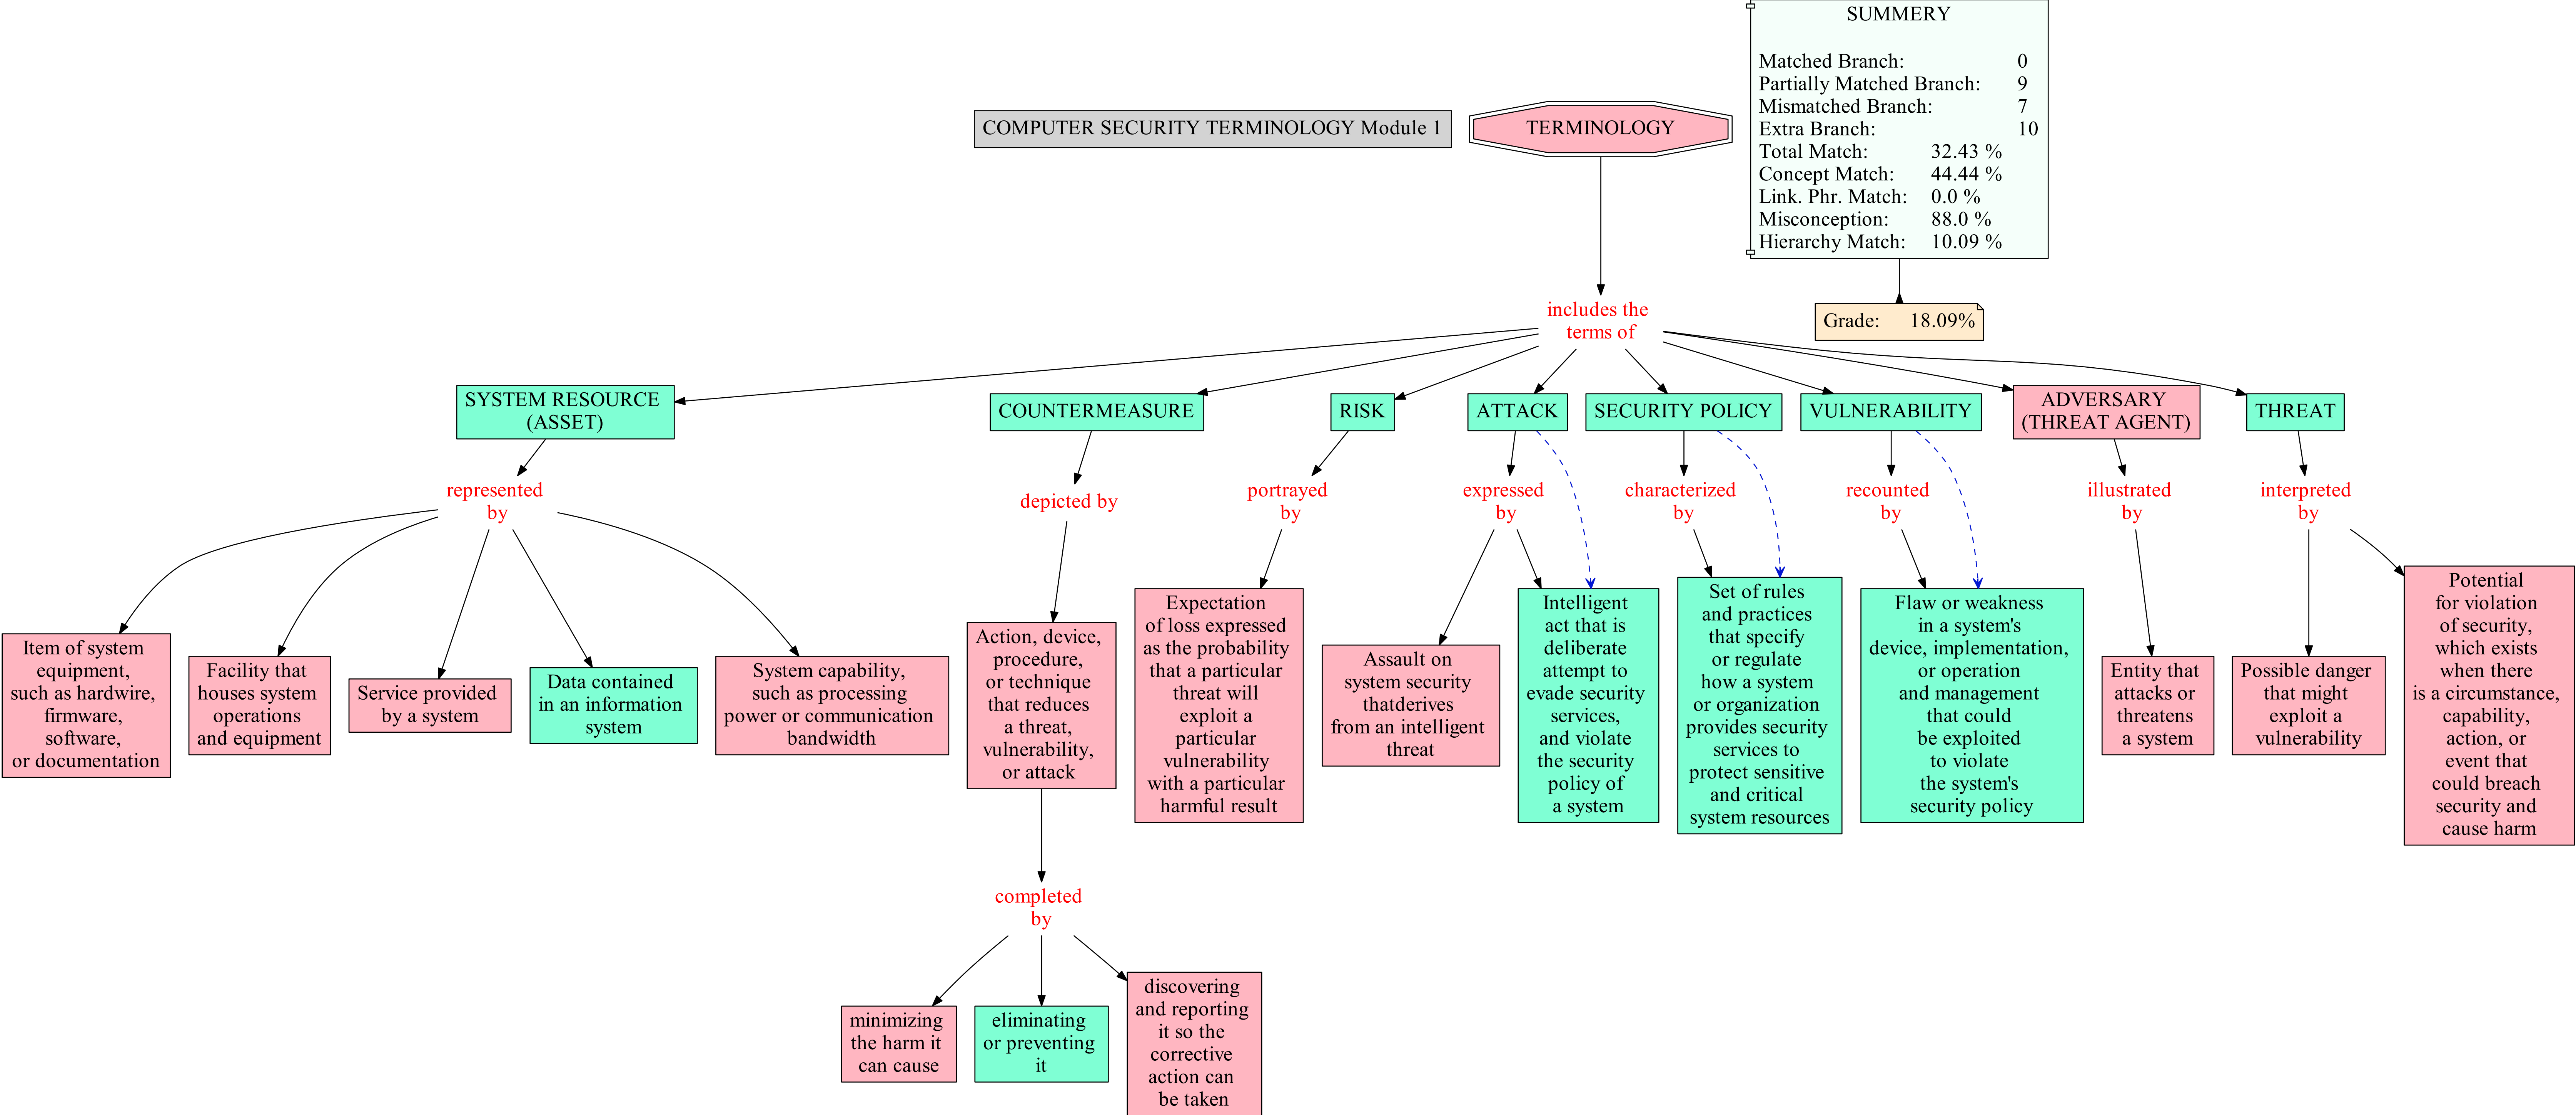 SUMMERY
Matched Branch: 0
Partially Matched Branch: 9
Mismatched Branch: 7
Extra Branch: 10
Total Match: 32.43 %
Concept Match: 44.44 %
Link. Phr. Match: 0.0 %
Misconception: 88.0 %
Hierarchy Match: 10.09 %
COMPUTER SECURITY TERMINOLOGY Module 1
TERMINOLOGY
includes the
terms of
Grade: 18.09%
SYSTEM RESOURCE
(ASSET)
COUNTERMEASURE
RISK
ATTACK
SECURITY POLICY
VULNERABILITY
ADVERSARY
(THREAT AGENT)
THREAT
represented
by
depicted by
portrayed
by
expressed
by
characterized
by
recounted
by
illustrated
by
interpreted
by
Item of system
equipment,
such as hardwire,
firmware,
software,
or documentation
Facility that
houses system
operations
and equipment
Service provided
by a system
Data contained
in an information
system
System capability,
such as processing
power or communication
bandwidth
Action, device,
procedure,
or technique
that reduces
a threat,
vulnerability,
or attack
Expectation
of loss expressed
as the probability
that a particular
threat will
exploit a
particular
vulnerability
with a particular
harmful result
Assault on
system security
thatderives
from an intelligent
threat
Intelligent
act that is
deliberate
attempt to
evade security
services,
and violate
the security
policy of
a system
Set of rules
and practices
that specify
or regulate
how a system
or organization
provides security
services to
protect sensitive
and critical
system resources
Flaw or weakness
in a system's
device, implementation,
or operation
and management
that could
be exploited
to violate
the system's
security policy
Entity that
attacks or
threatens
a system
Possible danger
that might
exploit a
vulnerability
Potential
for violation
of security,
which exists
when there
is a circumstance,
capability,
action, or
event that
could breach
security and
cause harm
completed
by
minimizing
the harm it
can cause
eliminating
or preventing
it
discovering
and reporting
it so the
corrective
action can
be taken